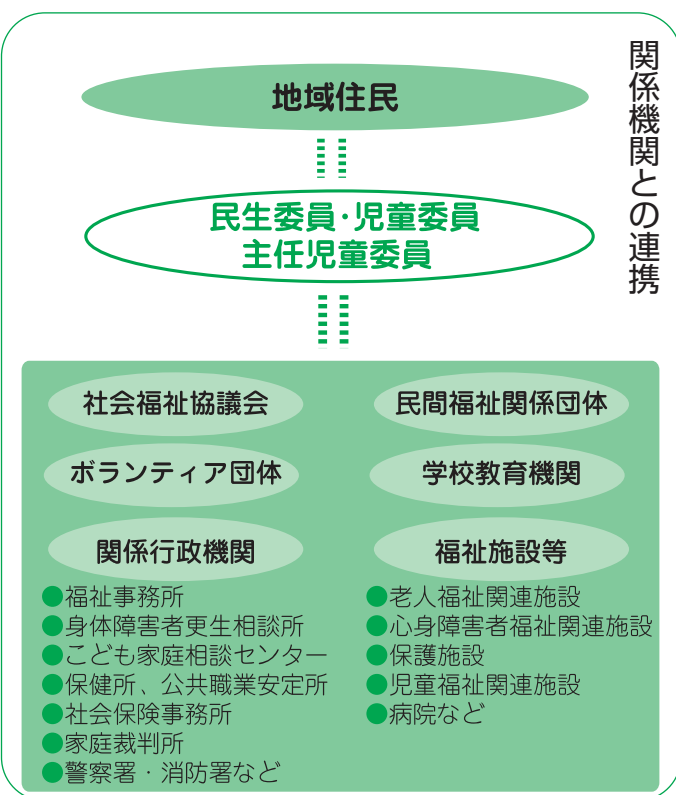 関係機関との連携
地域住民
民生委員・児童委員
主任児童委員
社会福祉協議会
民間福祉関係団体
ボランティア団体
学校教育機関
関係行政機関
●福祉事務所
●身体障害者更生相談所
●こども家庭相談センター
●保健所、公共職業安定所
●社会保険事務所
●家庭裁判所
●警察署・消防署など
福祉施設等
●老人福祉関連施設
●心身障害者福祉関連施設
●保護施設
●児童福祉関連施設
●病院など